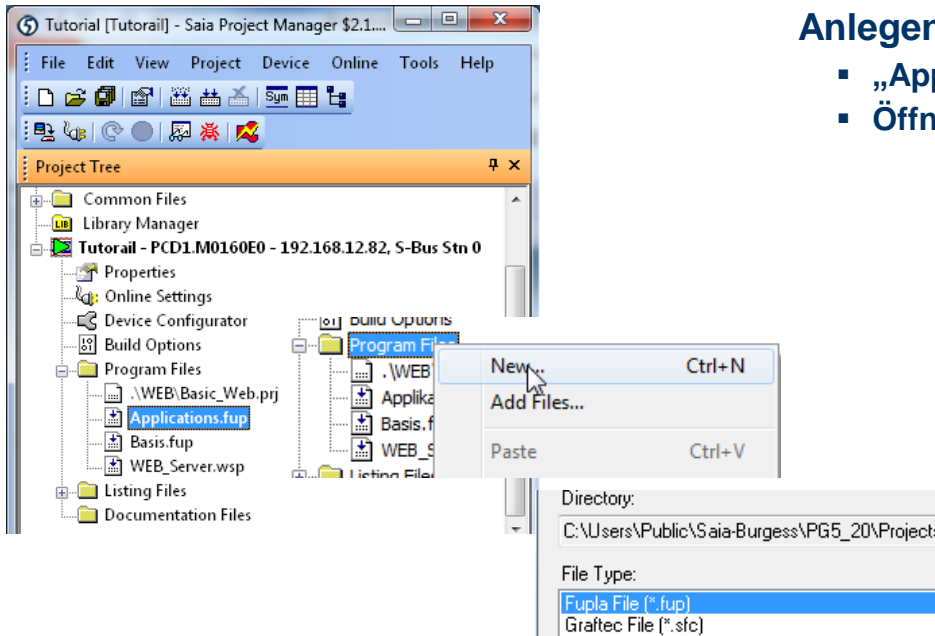 Tutorial [Tutorail] - Saia Project Manager $2.1....
File Edit View Project Device Online Tools Help
Sym
Project Tree
Common Files
LIB Library Manager
Tutorail - PCD1.M0160E0 - 192.168.12.82, S-Bus Stn 0
Properties
Online Settings
Device Configurator
Build Options
Program Files
.\WEB\Basic_Web.prj
Applications.fup
Basis.fup
WEB_Server.wsp
Listing Files
Documentation Files
Build Options
Program Files
.\WEB
Applika
Basis.f
WEB_S
Listing Files
New... Ctrl+N
Add Files...
Paste Ctrl+V
Directory:
C:\Users\Public\Saia-Burgess\PG5_20\Projects
File Type:
Fupla File (*.fup)
Graftec File (*.sfc)
Anlegen
„App
Öffn